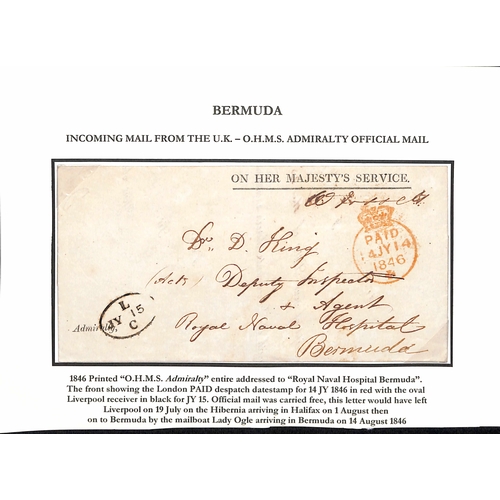 BERMUDA
INCOMING MAIL FROM THE U.K. – O.H.M.S. ADMIRALTY OFFICIAL MAIL
ON HER MAJESTY'S SERVICE.
PAID
14 JY 14
1846
Dr. D. King
(Act) Deputy Inspector
& Agent
Royal Naval Hospital
Bermuda
L
JY 15
C
Admiralty,
1846 Printed "O.H.M.S. Admiralty" entire addressed to "Royal Naval Hospital Bermuda".
The front showing the London PAID despatch datestamp for 14 JY 1846 in red with the oval
Liverpool receiver in black for JY 15. Official mail was carried free, this letter would have left
Liverpool on 19 July on the Hibernia arriving in Halifax on 1 August then
on to Bermuda by the mailboat Lady Ogle arriving in Bermuda on 14 August 1846